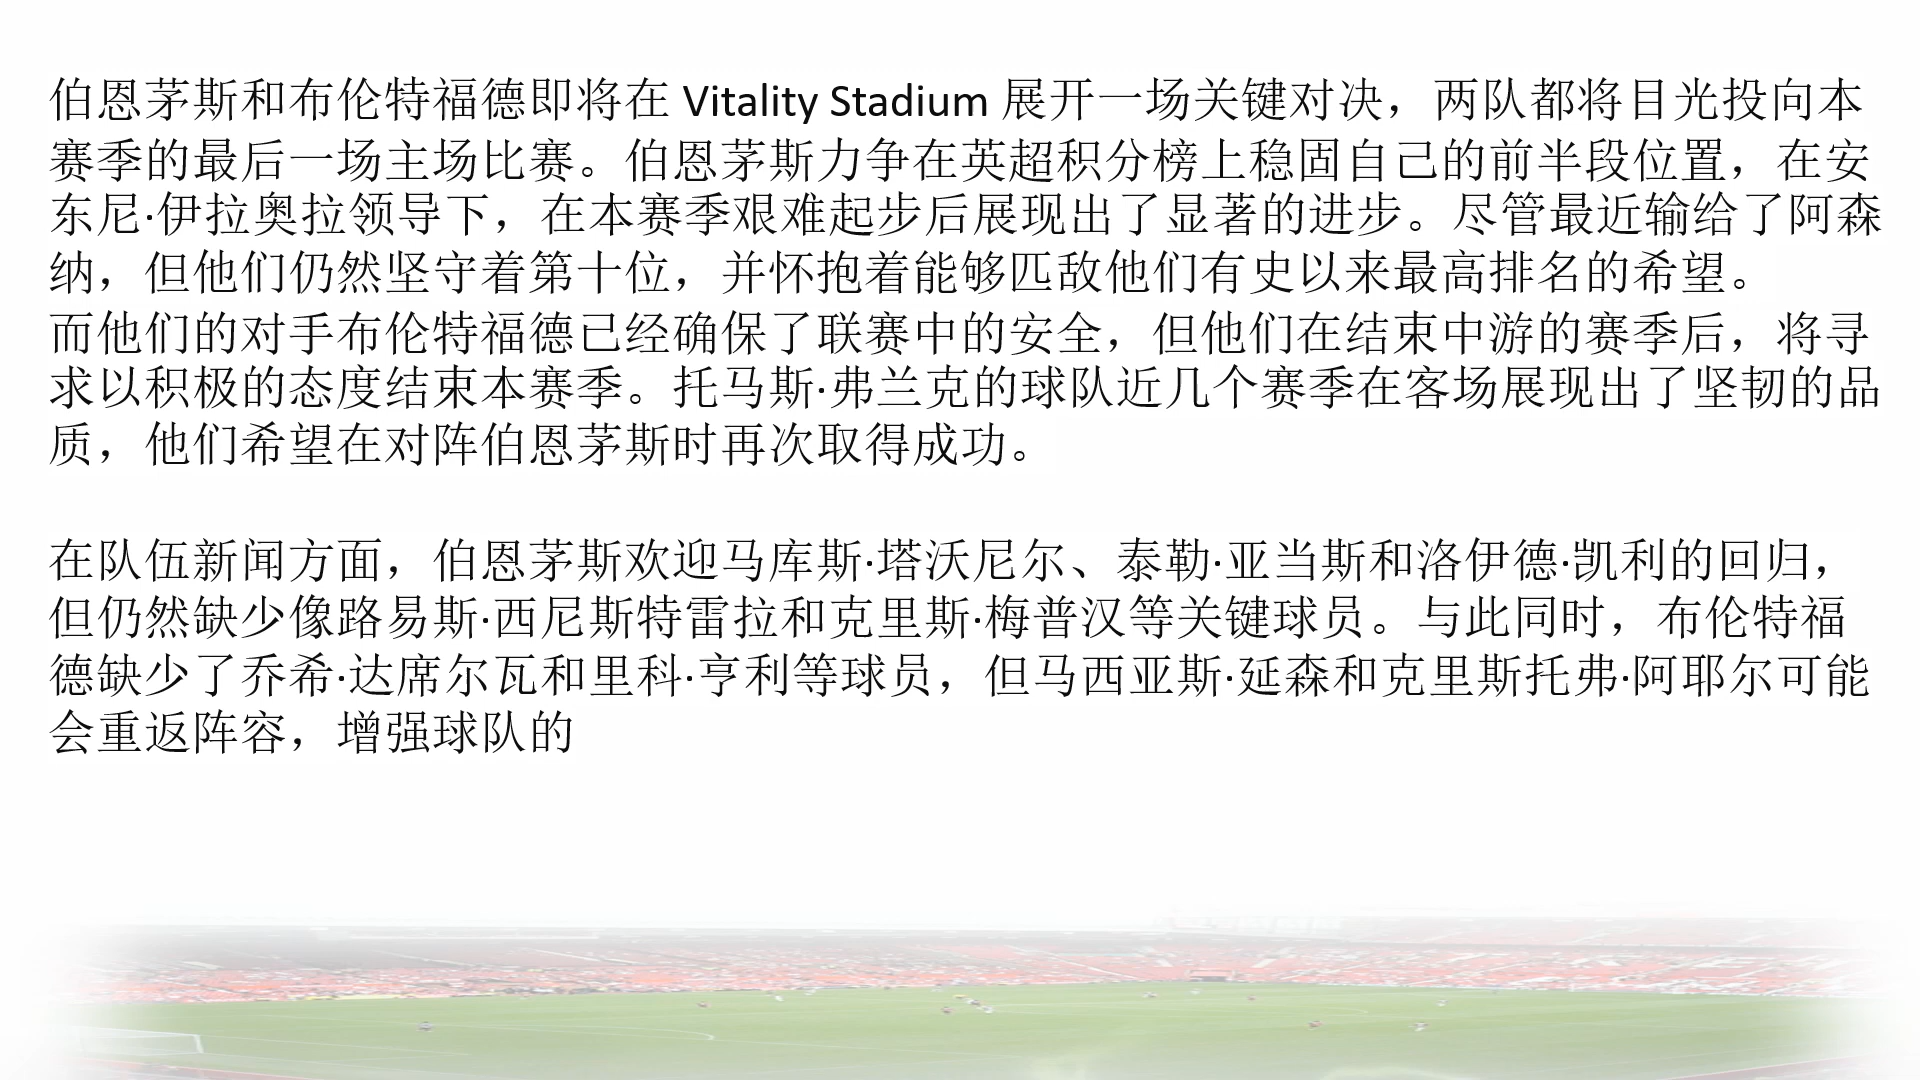 伯恩茅斯和布伦特福德即将在 Vitality Stadium 展开一场关键对决，两队都将目光投向本
赛季的最后一场主场比赛。伯恩茅斯力争在英超积分榜上稳固自己的前半段位置，在安
东尼·伊拉奥拉领导下，在本赛季艰难起步后展现出了显著的进步。尽管最近输给了阿森
纳，但他们仍然坚守着第十位，并怀抱着能够匹敌他们有史以来最高排名的希望。
而他们的对手布伦特福德已经确保了联赛中的安全，但他们在结束中游的赛季后，将寻
求以积极的态度结束本赛季。托马斯·弗兰克的球队近几个赛季在客场展现出了坚韧的品
质，他们希望在对阵伯恩茅斯时再次取得成功。
在队伍新闻方面，伯恩茅斯欢迎马库斯·塔沃尼尔、泰勒·亚当斯和洛伊德·凯利的回归，
但仍然缺少像路易斯·西尼斯特雷拉和克里斯·梅普汉等关键球员。与此同时，布伦特福
德缺少了乔希·达席尔瓦和里科·亨利等球员，但马西亚斯·延森和克里斯托弗·阿耶尔可能
会重返阵容，增强球队的